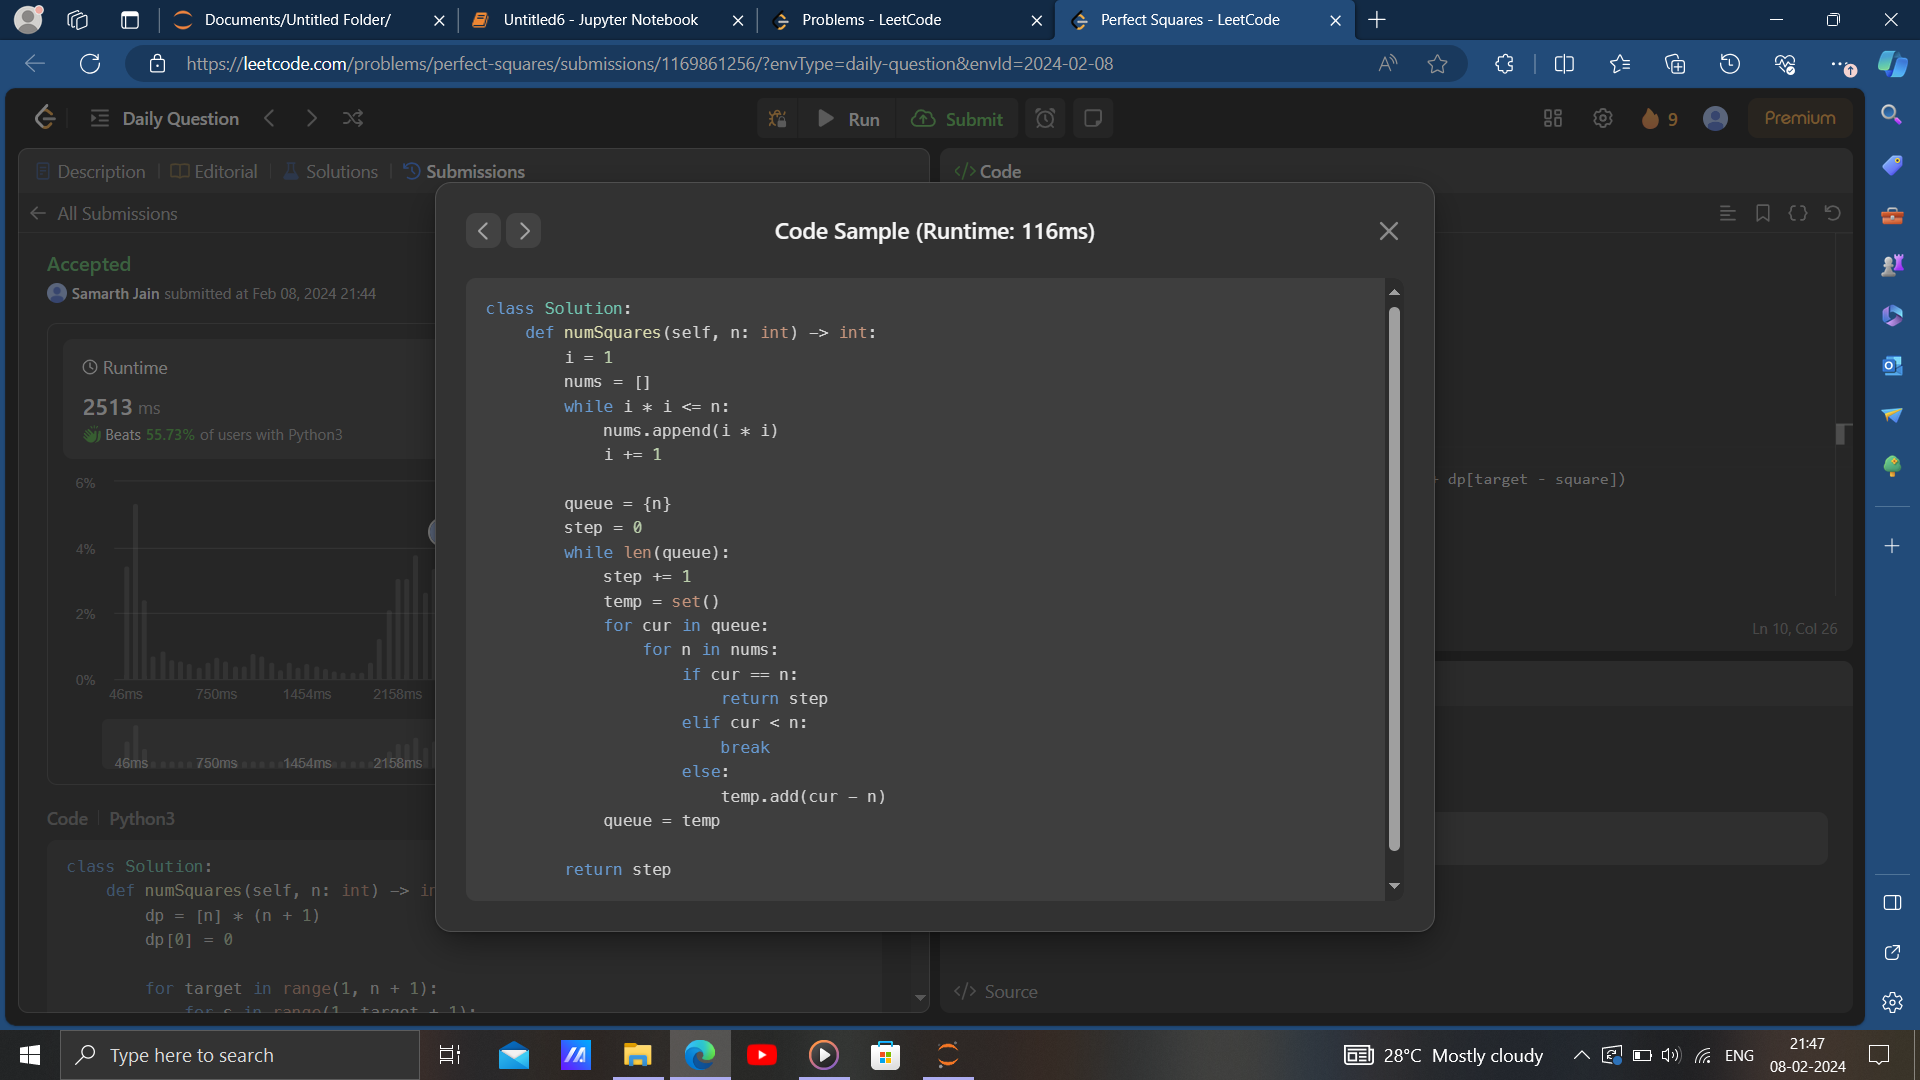 Documents/Untitled Folder/
Untitled6 - Jupyter Notebook
Problems - LeetCode
Perfect Squares - LeetCode
https://leetcode.com/problems/perfect-squares/submissions/1169861256/?envType=daily-question&envId=2024-02-08
Daily Question
Run
Submit
9
Premium
Description
Editorial
Solutions
Submissions
</> Code
All Submissions
Accepted
Samarth Jain submitted at Feb 08, 2024 21:44
Runtime
2513 ms
Beats 55.73% of users with Python3
6%
4%
2%
0%
46ms 750ms 1454ms 2158ms
46ms 750ms 1454ms 2158ms
Code | Python3
class Solution:
def numSquares(self, n: int) -> in
dp = [n] * (n + 1)
dp[0] = 0
for target in range(1, n + 1):
for s in range(1, target + 1):
Code Sample (Runtime: 116ms)
class Solution:
def numSquares(self, n: int) -> int:
i = 1
nums = []
while i * i <= n:
nums.append(i * i)
i += 1
queue = {n}
step = 0
while len(queue):
step += 1
temp = set()
for cur in queue:
for n in nums:
if cur == n:
return step
elif cur < n:
break
else:
temp.add(cur - n)
queue = temp
return step
dp[target - square])
Ln 10, Col 26
</> Source
Type here to search
28°C Mostly cloudy
ENG
21:47
08-02-2024